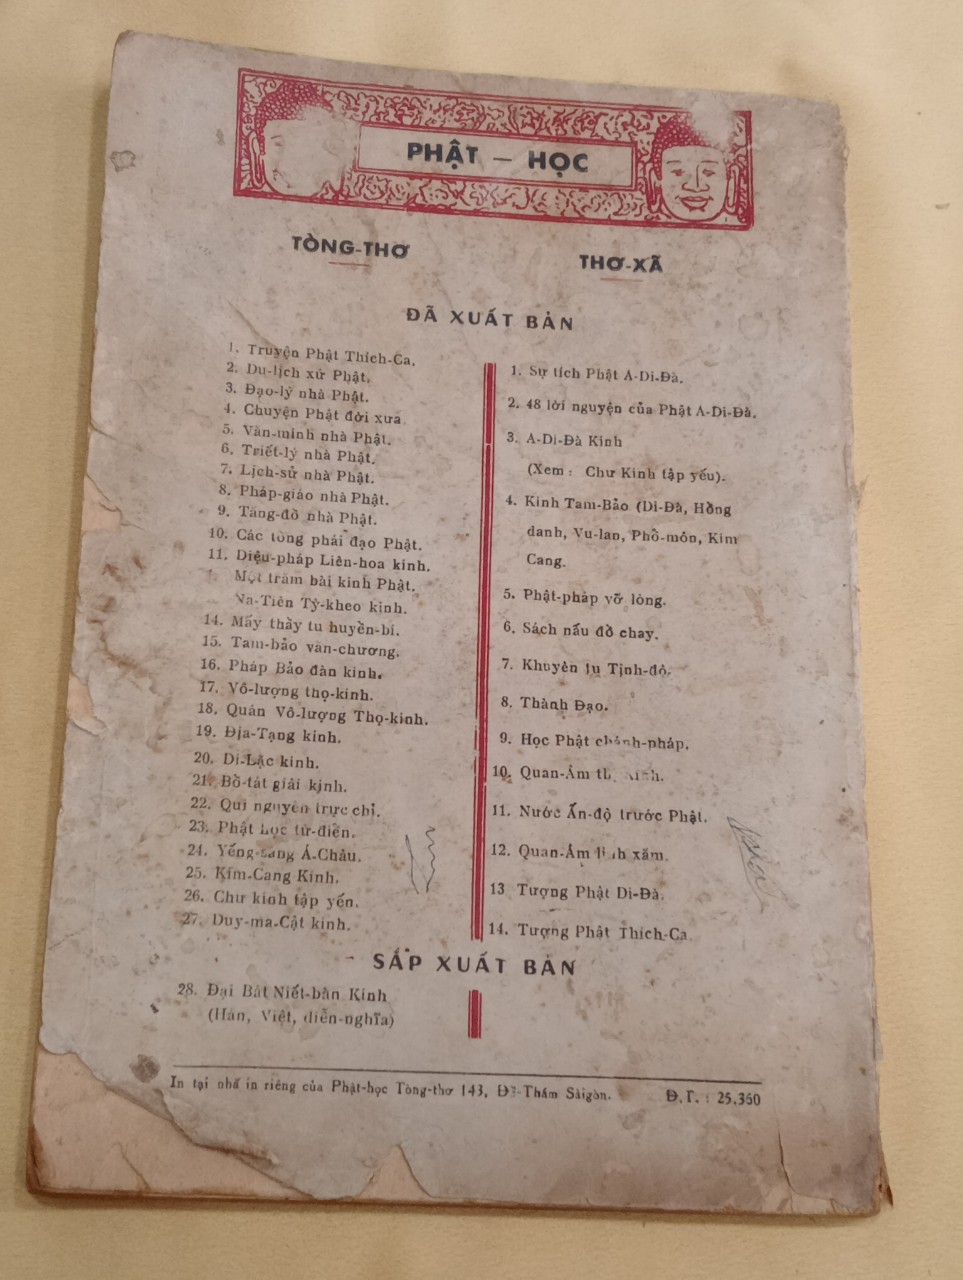 PHẬT — HỌC
TÒNG-THƠ
THƠ-XÃ
ĐÃ XUẤT BẢN
1. Truyện Phật Thích-Ca.
2. Du-lịch xứ Phật.
3. Đạo-lý nhà Phật.
4. Chuyện Phật đời xưa
5. Văn-minh nhà Phật.
6. Triết-lý nhà Phật.
7. Lịch-sử nhà Phật.
8. Pháp-giáo nhà Phật.
9. Tăng-đồ nhà Phật.
10. Các tông phái đạo Phật.
11. Diệu-pháp Liên-hoa kinh.
Một trăm bài kinh Phật.
Na-Tiên Tỳ-kheo kinh.
14. Mấy thầy tu huyền-bí.
15. Tam-bảo văn-chương.
16. Pháp Bảo đàn kinh.
17. Vô-lượng thọ-kinh.
18. Quán Vô-lượng Thọ-kinh.
19. Địa-Tạng kinh.
20. Di-Lặc kinh.
21. Bồ-tát giải kinh.
22. Qui nguyên trực chỉ.
23. Phật học từ-điển.
24. Á-Châu.
25. Kim-Cang Kinh.
26. Chư kinh tập yếu.
27. Duy-ma-Cật kinh.
1. Sự tích Phật A-Di-Đà.
2. 48 lời nguyện của Phật A-Di-Đà.
3. A-Di-Đà Kinh
(Xem : Chư Kinh tập yếu).
4. Kinh Tam-Bảo (Di-Đà, Hồng
danh, Vu-lan, Phổ-môn, Kim
Cang.
5. Phật-pháp vỡ lòng.
6. Sách nấu đồ chay.
7. Khuyên tu Tịnh-độ.
8. Thành Đạo.
9. Học Phật chánh-pháp.
10. Quan-Âm thị kinh.
11. Nước Ấn-độ trước Phật.
12. Quan-Âm linh xăm.
13 Tượng Phật Di-Đà.
14. Tượng Phật Thích-Ca
SẮP XUẤT BẢN
28. Đại Bát Niết-bàn Kinh
(Hán, Việt, diễn-nghĩa)
In tại nhà in riêng của Phật-học Tòng-thơ 143, Đề-Thám Sàigòn. Đ.T. : 25.360